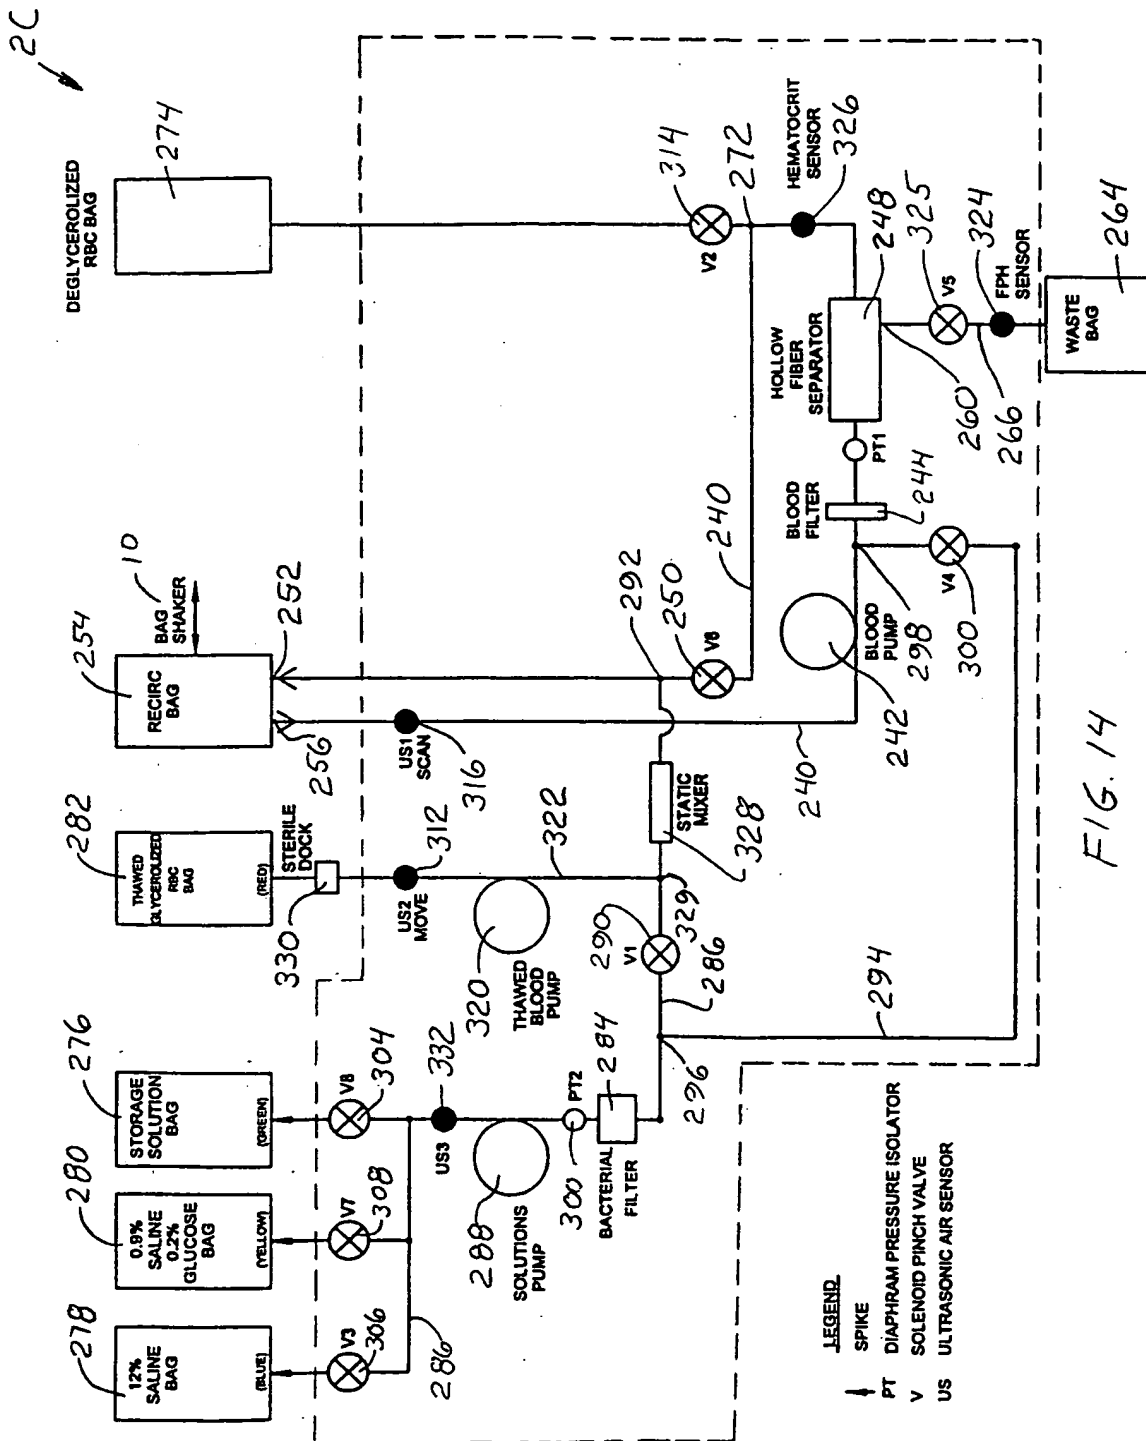 2C
DEGLYCEROLIZED
RBC BAG
274
314
V2
272
HEMATOCRIT
SENSOR
326
248
325
V5
324
FPH
SENSOR
264
WASTE
BAG
HOLLOW
FIBER
SEPARATOR
260
266
PT1
244
BLOOD
FILTER
240
10
BAG
SHAKER
254
RECIRC
BAG
252
256
292
250
V6
BLOOD
PUMP
298
300
V4
242
US1
SCAN
316
240
282
THAWED
GLYCEROLIZED
RBC
BAG
(RED)
STERILE
DOCK
330
312
US2
MOVE
322
STATIC
MIXER
328
329
320
THAWED
BLOOD
PUMP
290
V1
286
294
276
STORAGE
SOLUTION
BAG
(GREEN)
V8
304
332
US3
PT2
284
300
BACTERIAL
FILTER
296
280
0.9%
SALINE
0.2%
GLUCOSE
BAG
(YELLOW)
V7
308
288
SOLUTIONS
PUMP
278
12%
SALINE
BAG
(BLUE)
V3
306
286
LEGEND
SPIKE
PT DIAPHRAM PRESSURE ISOLATOR
V SOLENOID PINCH VALVE
US ULTRASONIC AIR SENSOR
FIG. 14